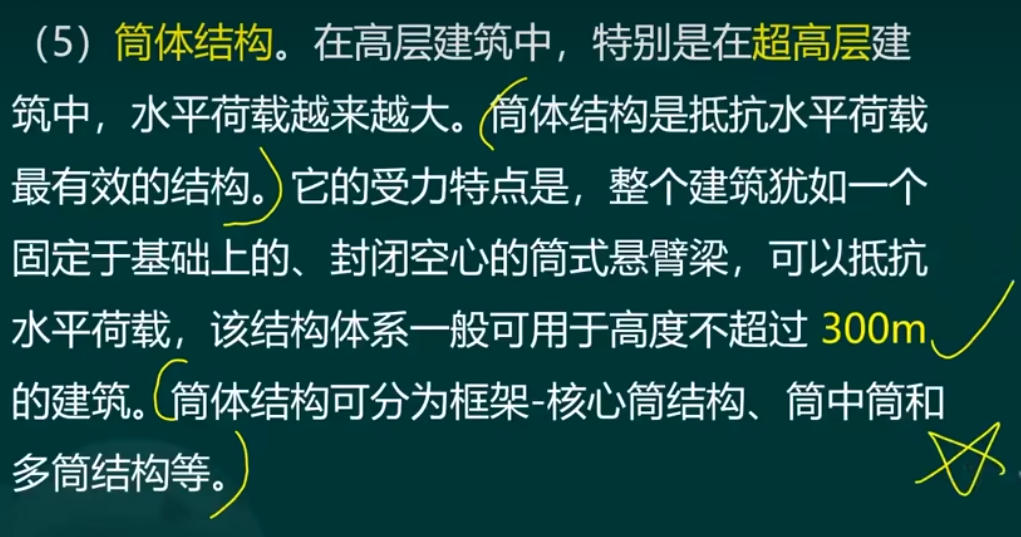 （5）筒体结构。在高层建筑中，特别是在超高层建
筑中，水平荷载越来越大。筒体结构是抵抗水平荷载
最有效的结构。它的受力特点是，整个建筑犹如一个
固定于基础上的、封闭空心的筒式悬臂梁，可以抵抗
水平荷载，该结构体系一般可用于高度不超过 300m
的建筑。筒体结构可分为框架-核心筒结构、筒中筒和
多筒结构等。